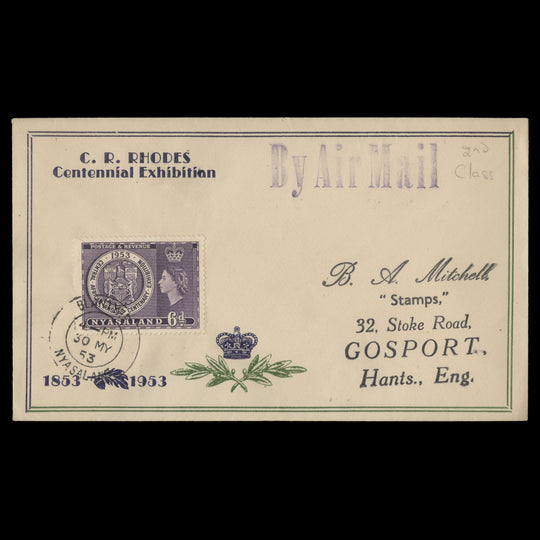 C. R. RHODES
Centennial Exhibition
By Air Mail
2nd
Class
POSTAGE & REVENUE
1953
NYASALAND 6d
PM
30 MY
53
NYASALAND
1853 1953
B. A. Mitchell,
"Stamps,"
32, Stoke Road,
GOSPORT,
Hants., Eng.